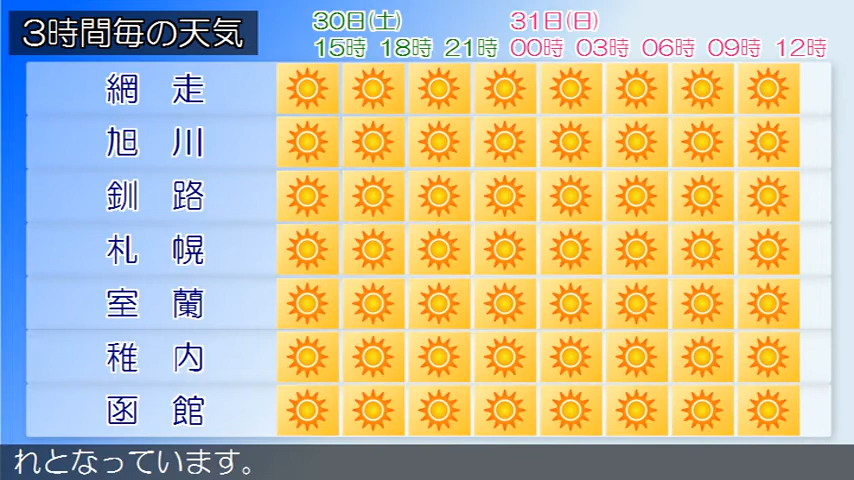 3時間毎の天気
30日(土) 31日(日)
15時 18時 21時 00時 03時 06時 09時 12時
網走
旭川
釧路
札幌
室蘭
稚内
函館
れとなっています。